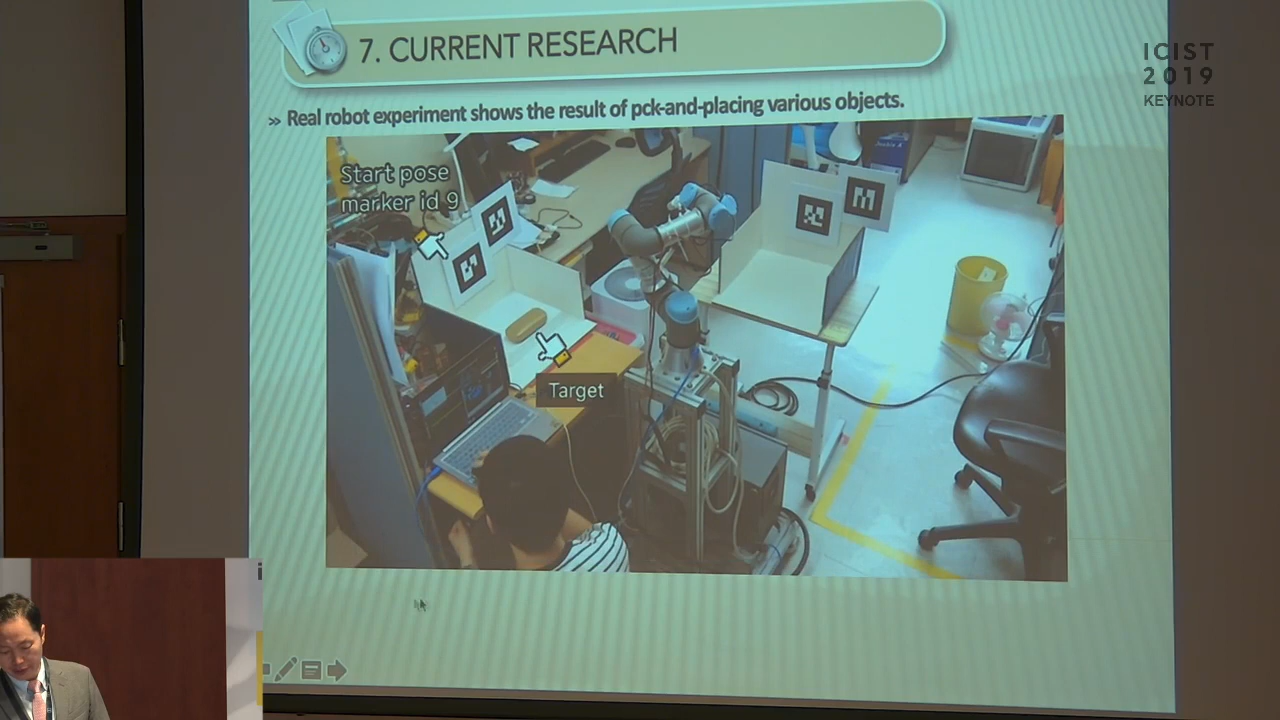 7. CURRENT RESEARCH
ICIST
2019
KEYNOTE
» Real robot experiment shows the result of pck-and-placing various objects.
Start pose
marker id 9
Target